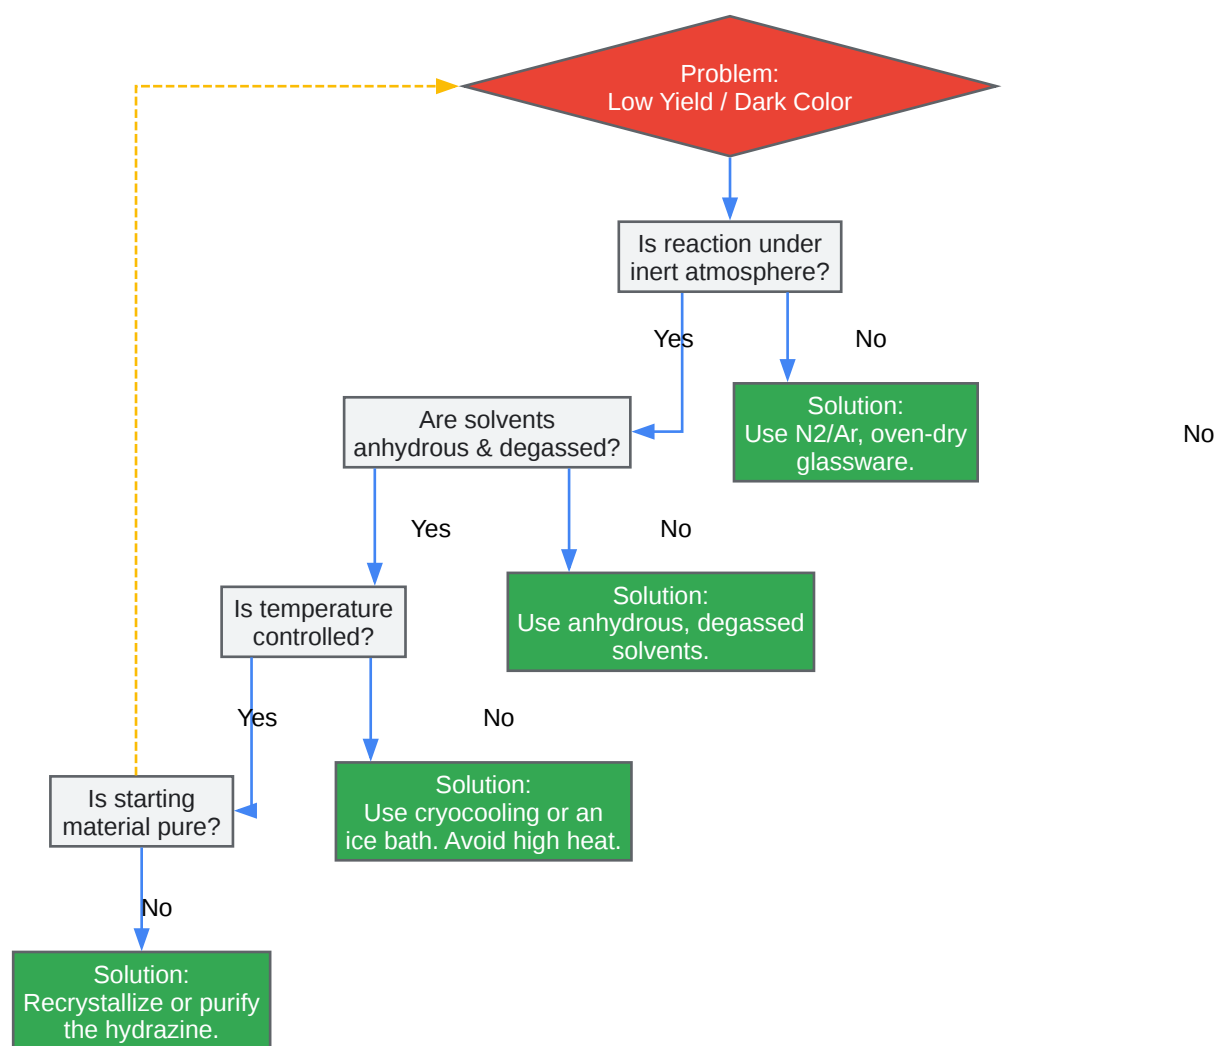 Problem:
Low Yield / Dark Color
Is reaction under
inert atmosphere?
Yes
No
Solution:
Use N2/Ar, oven-dry
glassware.
No
Are solvents
anhydrous & degassed?
Yes
No
Solution:
Use anhydrous, degassed
solvents.
Is temperature
controlled?
Yes
No
Solution:
Use cryocooling or an
ice bath. Avoid high heat.
Is starting
material pure?
No
Solution:
Recrystallize or purify
the hydrazine.